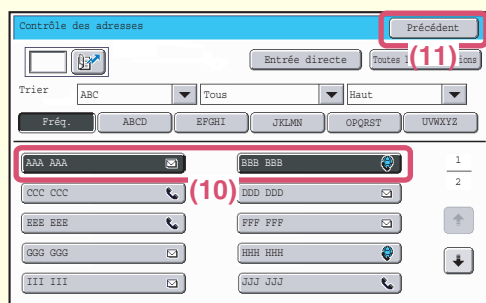 Contrôle des adresses
Précédent
Entrée directe
Toutes l
ions
(11)
Trier
ABC
Tous
Haut
Fréq.
ABCD
EFGHI
JKLMN
OPQRST
UVWXYZ
AAA AAA
BBB BBB
1
2
CCC CCC
(10)
DDD DDD
EEE EEE
FFF FFF
GGG GGG
HHH HHH
III III
JJJ JJJ